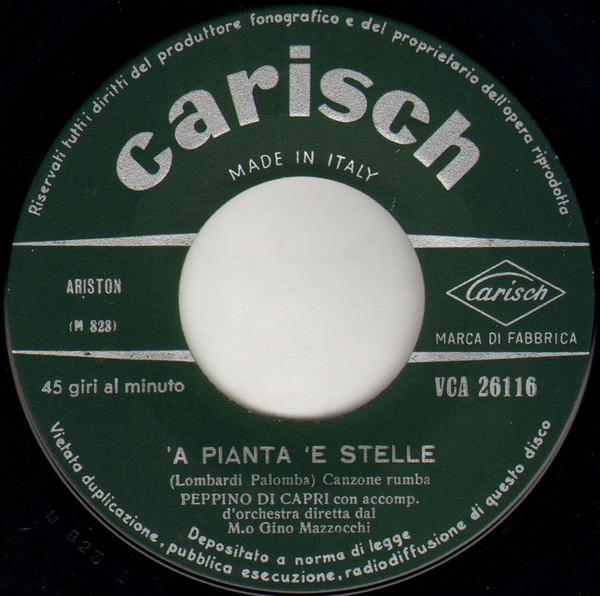 Riservati tutti i diritti del produttore fonografico e del proprietario dell'opera riprodotta
carisch
MADE IN ITALY
ARISTON
(M 823)
Carisch
MARCA DI FABBRICA
45 giri al minuto
VCA 26116
'A PIANTA 'E STELLE
(Lombardi Palomba) Canzone rumba
PEPPINO DI CAPRI con accomp.
d'orchestra diretta dal
M.o Gino Mazzocchi
Depositato a norma di legge
Vietata duplicazione, pubblica esecuzione, radiodiffusione di questo disco
M 823